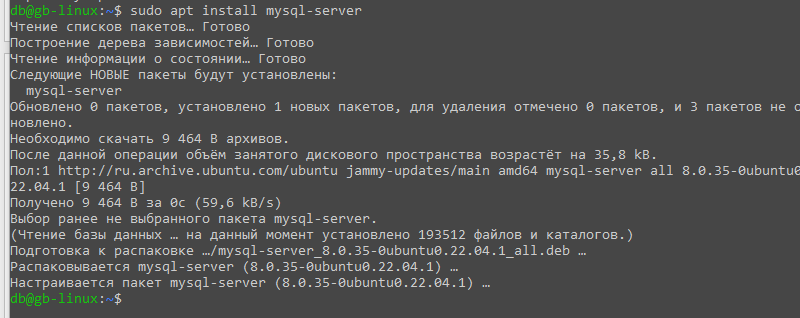 db@gb-linux:~$ sudo apt install mysql-server
Чтение списков пакетов… Готово
Построение дерева зависимостей… Готово
Чтение информации о состоянии… Готово
Следующие НОВЫЕ пакеты будут установлены:
  mysql-server
Обновлено 0 пакетов, установлено 1 новых пакетов, для удаления отмечено 0 пакетов, и 3 пакетов не о
новлено.
Необходимо скачать 9 464 B архивов.
После данной операции объём занятого дискового пространства возрастёт на 35,8 kB.
Пол:1 http://ru.archive.ubuntu.com/ubuntu jammy-updates/main amd64 mysql-server all 8.0.35-0ubuntu0
22.04.1 [9 464 B]
Получено 9 464 B за 0с (59,6 kB/s)
Выбор ранее не выбранного пакета mysql-server.
(Чтение базы данных … на данный момент установлено 193512 файлов и каталогов.)
Подготовка к распаковке …/mysql-server_8.0.35-0ubuntu0.22.04.1_all.deb …
Распаковывается mysql-server (8.0.35-0ubuntu0.22.04.1) …
Настраивается пакет mysql-server (8.0.35-0ubuntu0.22.04.1) …
db@gb-linux:~$